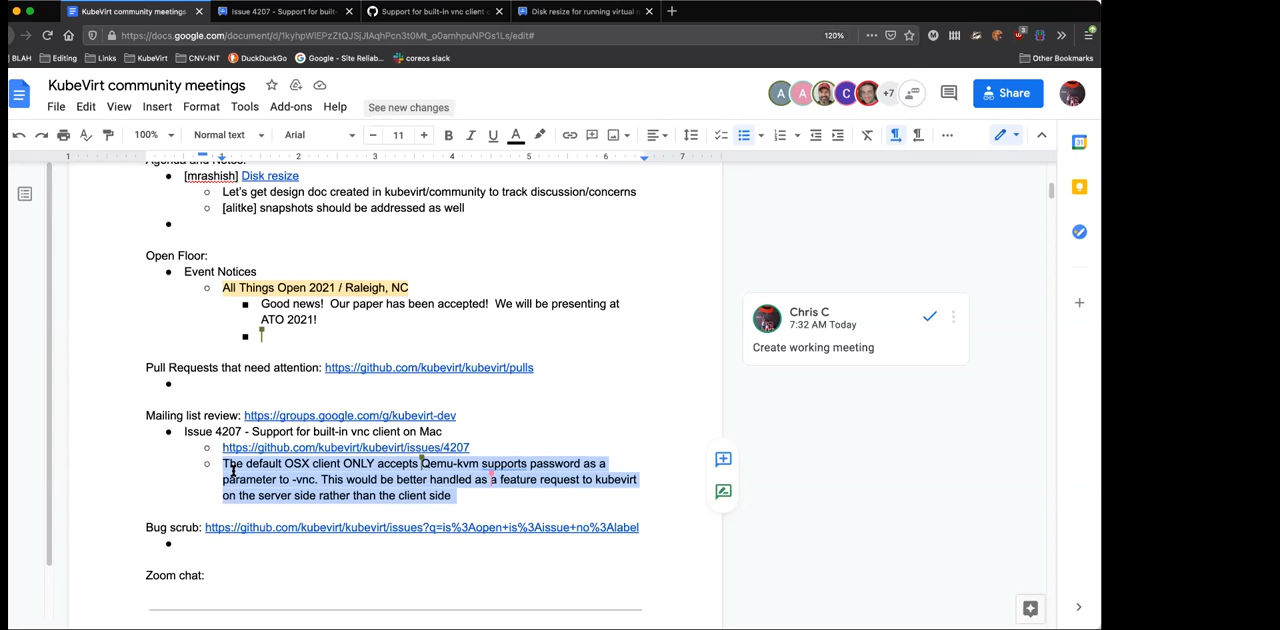 KubeVirt community meetings
Issue 4207 - Support for built-
Support for built-in vnc client
Disk resize for running virtual
https://docs.google.com/document/d/1kyhpWlEPzZtQJSjJlAqhPcn3t0Mt_o0amhpuNPGs1Ls/edit#
120%
BLAH
Editing
Links
KubeVirt
CNV-INT
DuckDuckGo
Google - Site Reliab...
coreos slack
Other Bookmarks
KubeVirt community meetings
File Edit View Insert Format Tools Add-ons Help See new changes
A A C +7
Share
100% Normal text Arial 11 B I U A
1 2 3 4 5 6 7
Agenda and Notes:
[mrashish] Disk resize
Let's get design doc created in kubevirt/community to track discussion/concerns
[alitke] snapshots should be addressed as well
Open Floor:
Event Notices
All Things Open 2021 / Raleigh, NC
Good news! Our paper has been accepted! We will be presenting at
ATO 2021!
Chris C
7:32 AM Today
Create working meeting
Pull Requests that need attention: https://github.com/kubevirt/kubevirt/pulls
Mailing list review: https://groups.google.com/g/kubevirt-dev
Issue 4207 - Support for built-in vnc client on Mac
https://github.com/kubevirt/kubevirt/issues/4207
The default OSX client ONLY accepts Qemu-kvm supports password as a
parameter to -vnc. This would be better handled as a feature request to kubevirt
on the server side rather than the client side
Bug scrub: https://github.com/kubevirt/kubevirt/issues?q=is%3Aopen+is%3Aissue+no%3Alabel
Zoom chat: